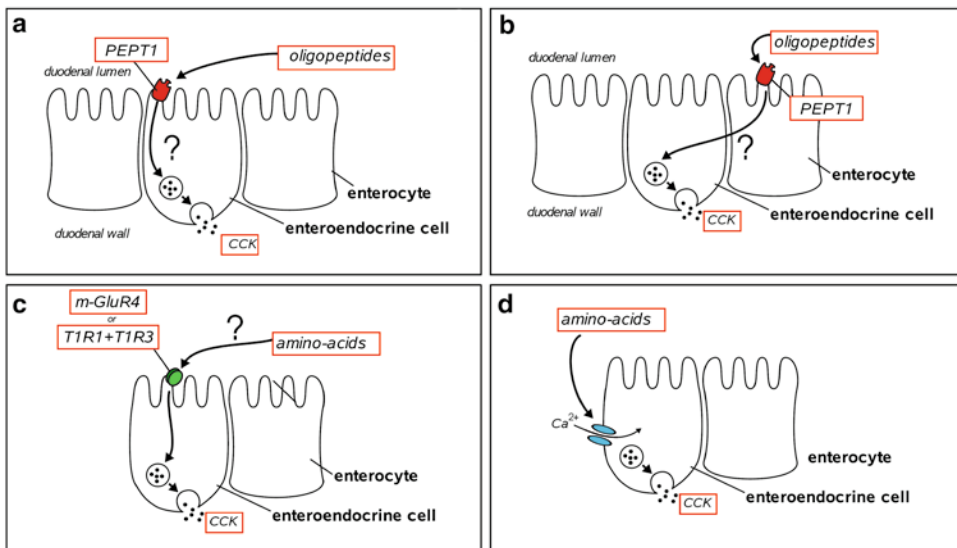 a
PEPT1
oligopeptides
duodenal lumen
?
enterocyte
enteroendocrine cell
duodenal wall
CCK
b
oligopeptides
duodenal lumen
PEPT1
?
enterocyte
enteroendocrine cell
duodenal wall
CCK
c
m-GluR4
or
T1R1+T1R3
?
amino-acids
enterocyte
enteroendocrine cell
CCK
d
amino-acids
Ca2+
enterocyte
enteroendocrine cell
CCK